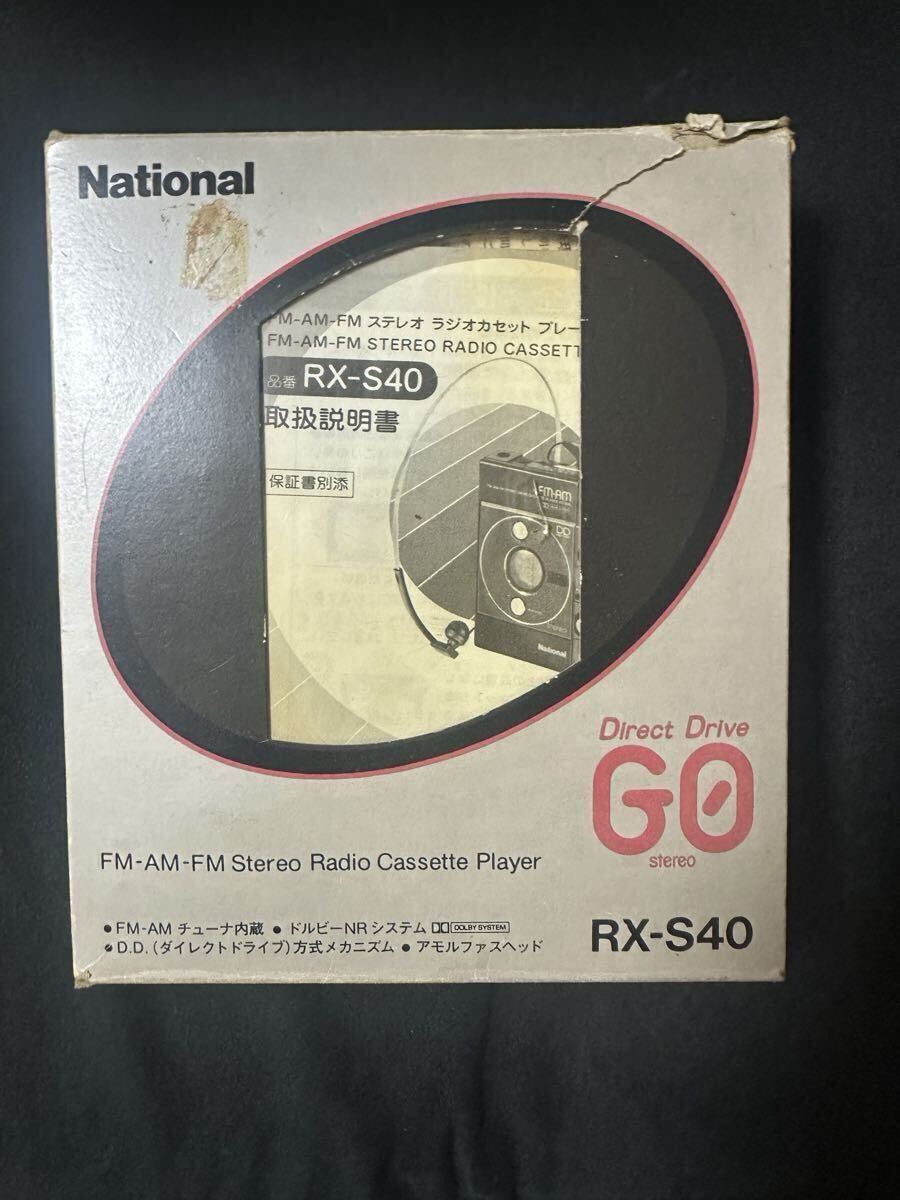 National
FM-AM-FM ステレオ ラジオカセット プレー
FM-AM-FM STEREO RADIO CASSETT
品番 RX-S40
取扱説明書
保証書別添
FM-AM
DD
stereo
National
Direct Drive
GO
stereo
FM-AM-FM Stereo Radio Cassette Player
● FM-AM チューナ内蔵 ● ドルビーNRシステム DOLBY SYSTEM
● D.D.(ダイレクトドライブ)方式メカニズム ● アモルファスヘッド
RX-S40